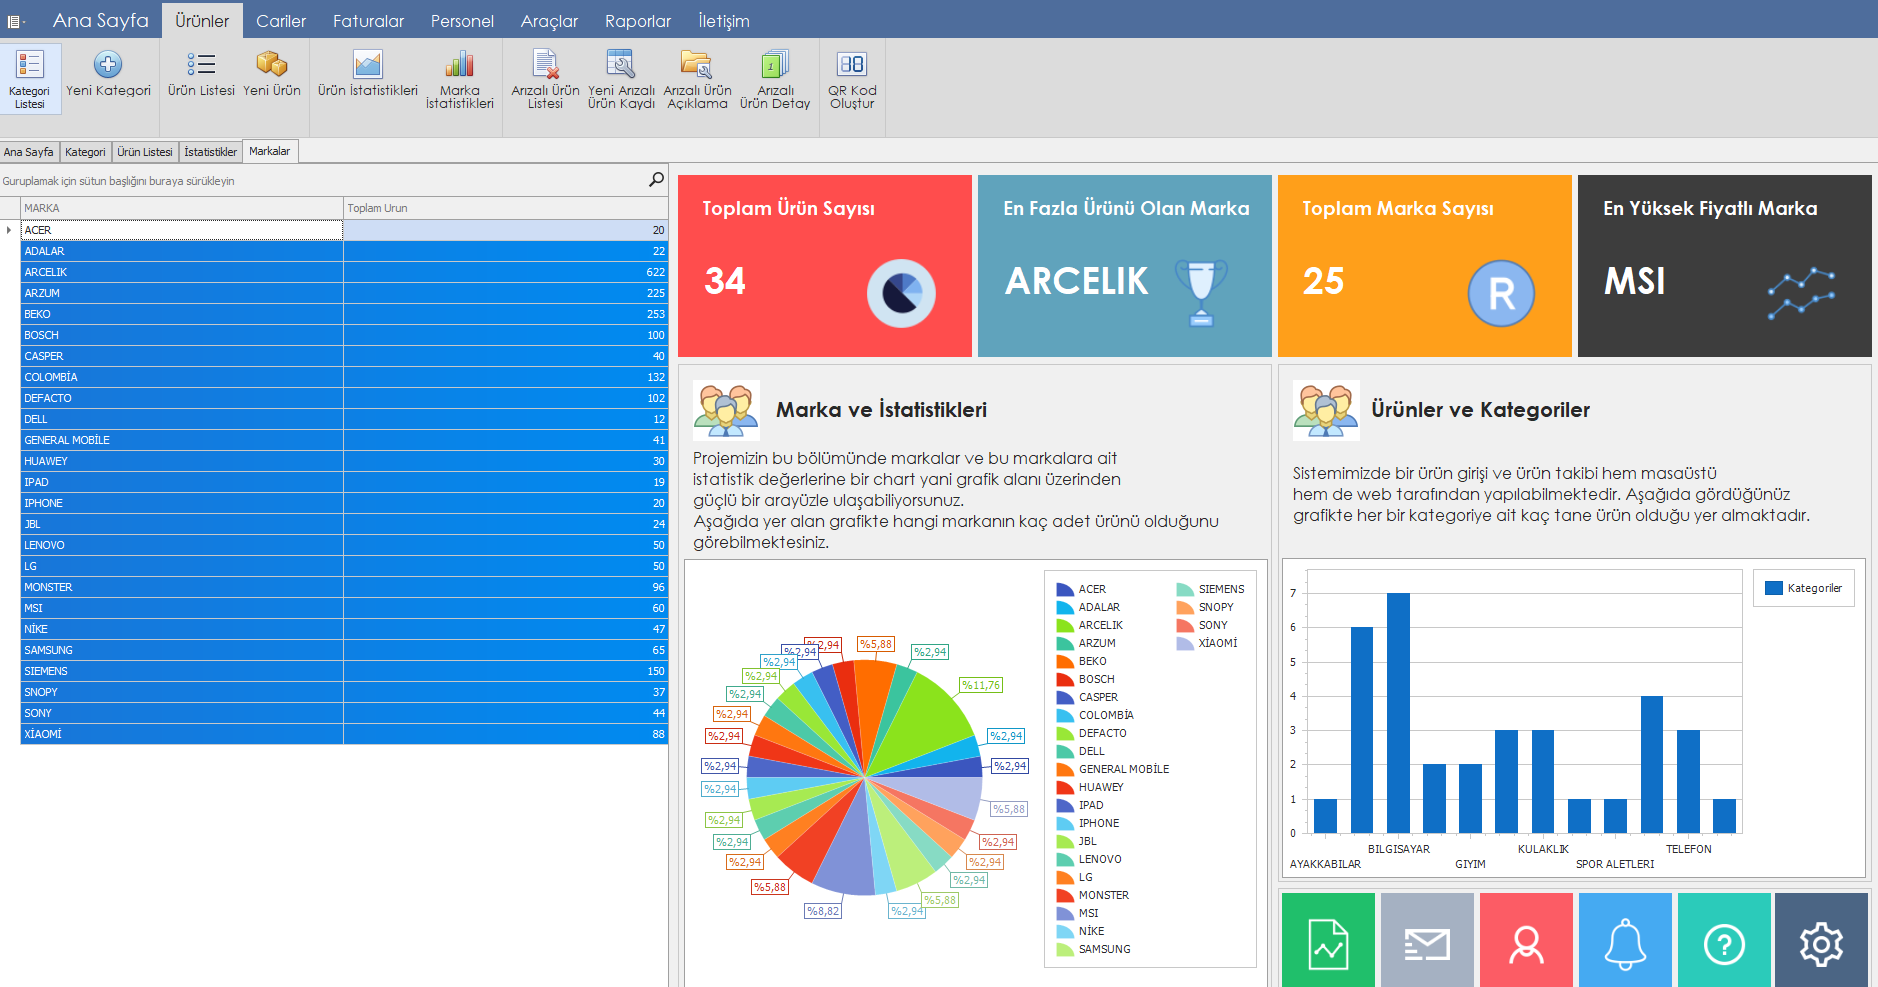 Ana Sayfa Ürünler Cariler Faturalar Personel Araçlar Raporlar İletişim
Kategori Listesi
Yeni Kategori
Ürün Listesi
Yeni Ürün
Ürün İstatistikleri
Marka İstatistikleri
Arızalı Ürün Listesi
Yeni Arızalı Ürün Kaydı
Arızalı Ürün Açıklama
Arızalı Ürün Detay
QR Kod Oluştur
Ana Sayfa Kategori Ürün Listesi İstatistikler Markalar
Guruplamak için sütun başlığını buraya sürükleyin
MARKA Toplam Urun
ACER 20
ADALAR 22
ARCELIK 622
ARZUM 225
BEKO 253
BOSCH 100
CASPER 40
COLOMBİA 132
DEFACTO 102
DELL 12
GENERAL MOBİLE 41
HUAWEY 30
IPAD 19
IPHONE 20
JBL 24
LENOVO 50
LG 50
MONSTER 96
MSI 60
NİKE 47
SAMSUNG 65
SIEMENS 150
SNOPY 37
SONY 44
XİAOMİ 88
Toplam Ürün Sayısı
34
En Fazla Ürünü Olan Marka
ARCELIK
Toplam Marka Sayısı
25
R
En Yüksek Fiyatlı Marka
MSI
Marka ve İstatistikleri
Projemizin bu bölümünde markalar ve bu markalara ait
istatistik değerlerine bir chart yani grafik alanı üzerinden
güçlü bir arayüzle ulaşabiliyorsunuz.
Aşağıda yer alan grafikte hangi markanın kaç adet ürünü olduğunu
görebilmektesiniz.
%2,94
%2,94
%11,76
%2,94
%5,88
%2,94
%2,94
%2,94
%2,94
%2,94
%2,94
%2,94
%2,94
%2,94
%2,94
%2,94
%2,94
%5,88
%8,82
%2,94
%5,88
%2,94
%2,94
%2,94
%5,88
ACER
ADALAR
ARCELIK
ARZUM
BEKO
BOSCH
CASPER
COLOMBİA
DEFACTO
DELL
GENERAL MOBİLE
HUAWEY
IPAD
IPHONE
JBL
LENOVO
LG
MONSTER
MSI
NİKE
SAMSUNG
SIEMENS
SNOPY
SONY
XİAOMİ
Ürünler ve Kategoriler
Sistemimizde bir ürün girişi ve ürün takibi hem masaüstü
hem de web tarafından yapılabilmektedir. Aşağıda gördüğünüz
grafikte her bir kategoriye ait kaç tane ürün olduğu yer almaktadır.
7
6
5
4
3
2
1
0
AYAKKABILAR
BILGISAYAR
GIYIM
KULAKLIK
SPOR ALETLERI
TELEFON
Kategoriler